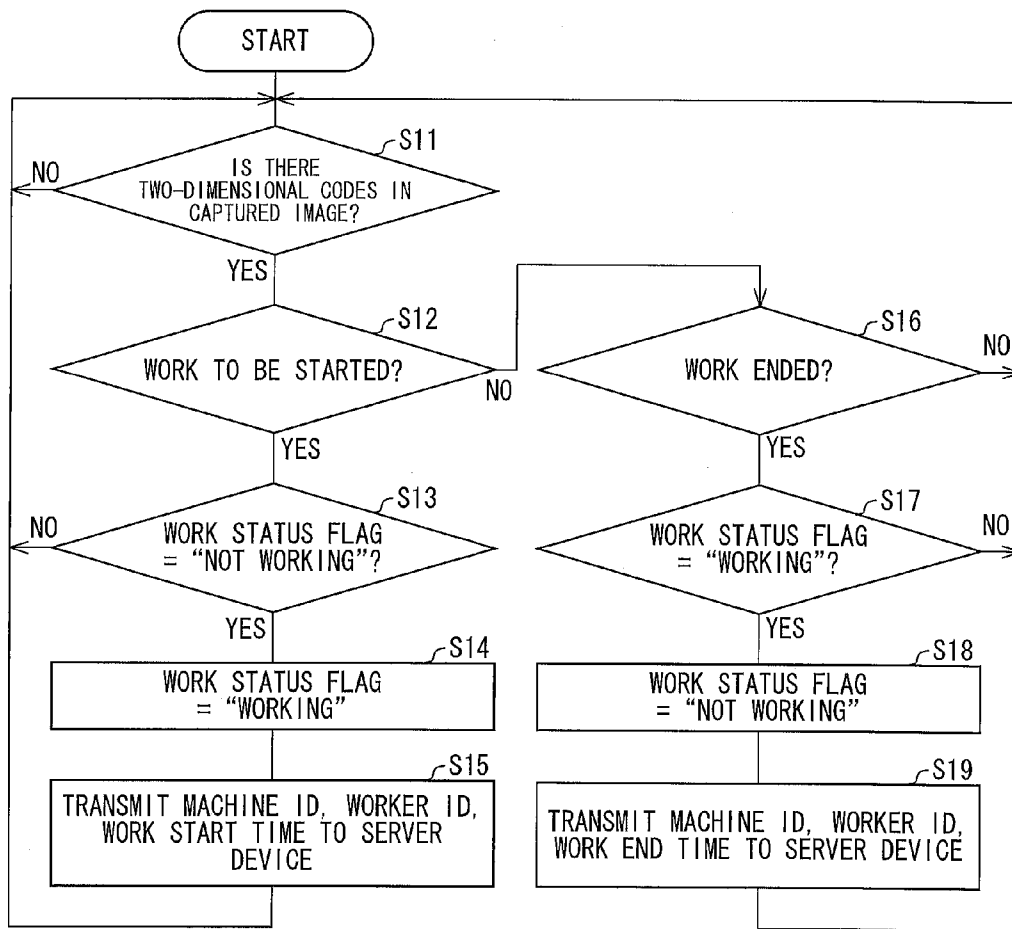 START
S11
NO
IS THERE
TWO-DIMENSIONAL CODES IN
CAPTURED IMAGE?
YES
S12
WORK TO BE STARTED?
NO
YES
S13
NO
WORK STATUS FLAG
= “NOT WORKING”?
YES
S14
WORK STATUS FLAG
= “WORKING”
S15
TRANSMIT MACHINE ID, WORKER ID,
WORK START TIME TO SERVER
DEVICE
S16
NO
WORK ENDED?
YES
S17
NO
WORK STATUS FLAG
= “WORKING”?
YES
S18
WORK STATUS FLAG
= “NOT WORKING”
S19
TRANSMIT MACHINE ID, WORKER ID,
WORK END TIME TO SERVER DEVICE